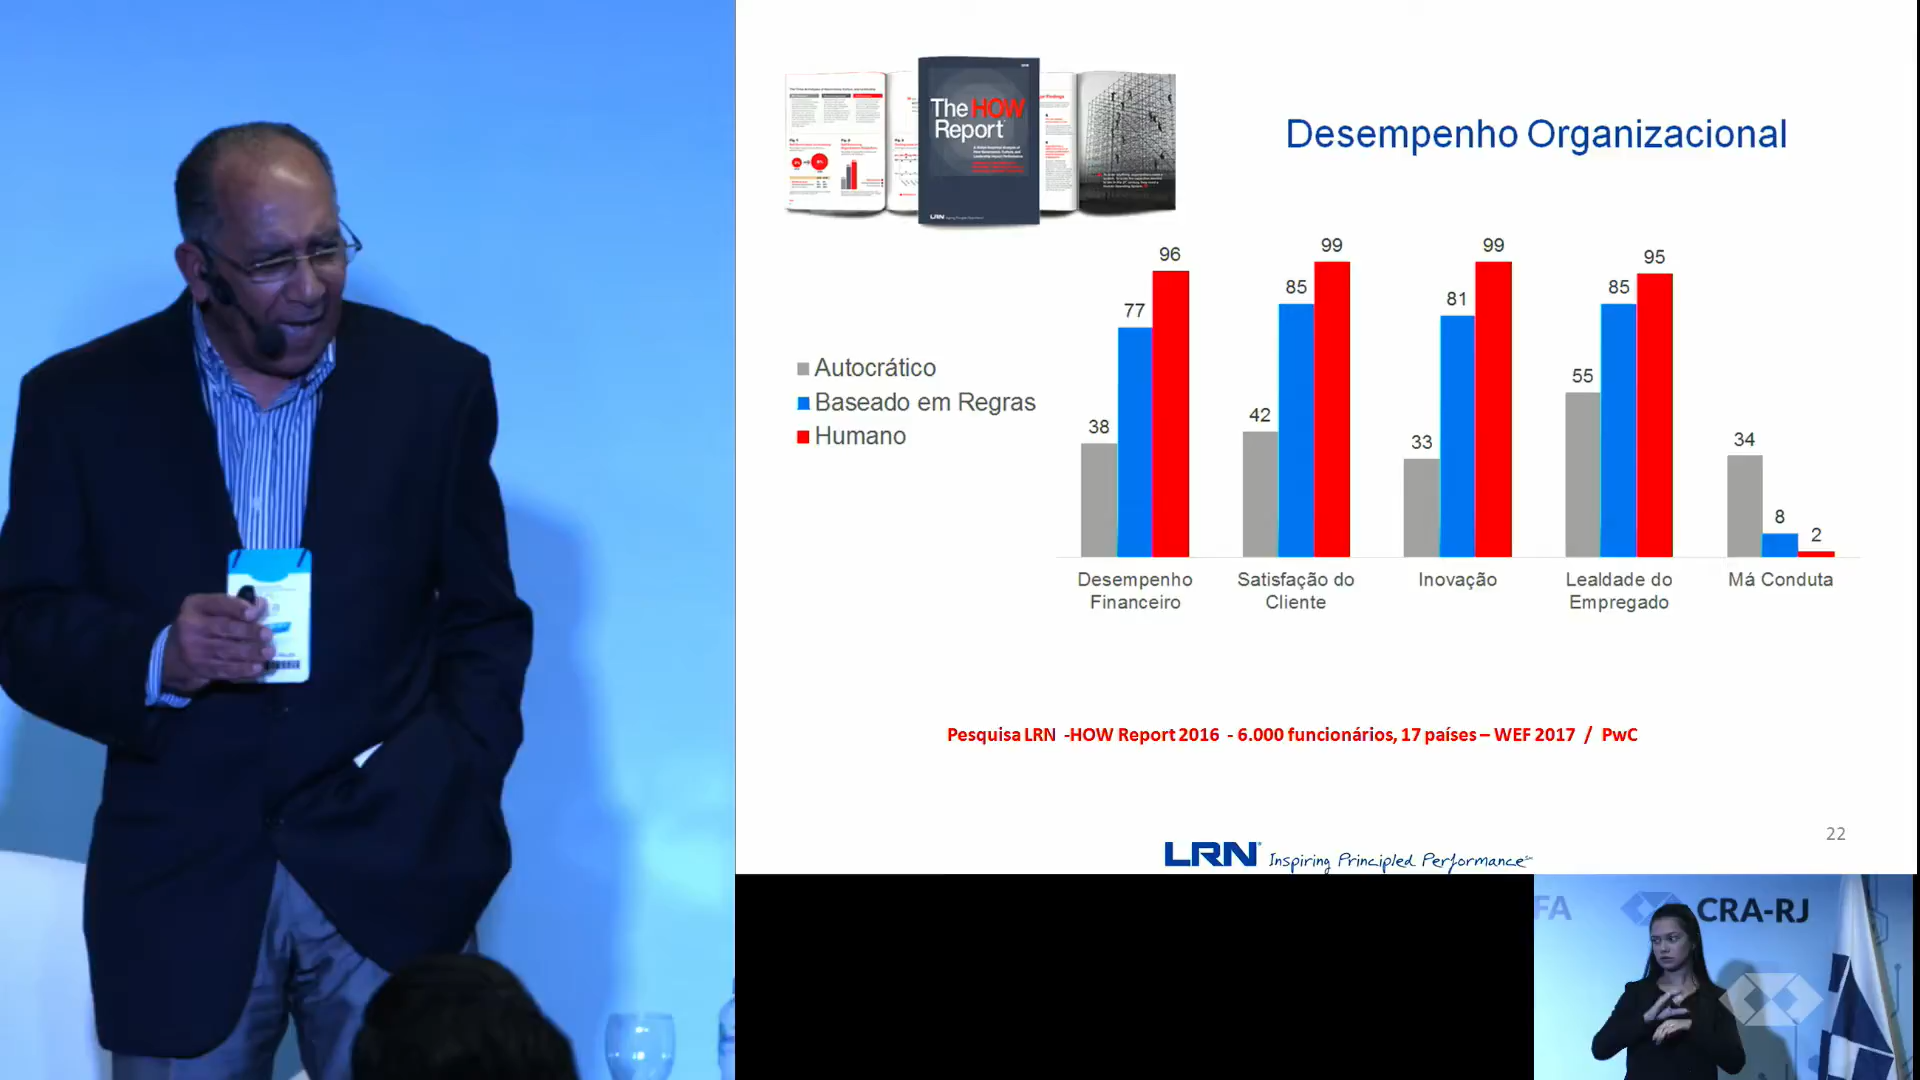 The HOW
Report
LRN
Desempenho Organizacional
Autocrático
Baseado em Regras
Humano
38
77
96
42
85
99
33
81
99
55
85
95
34
8
2
Desempenho
Financeiro
Satisfação do
Cliente
Inovação
Lealdade do
Empregado
Má Conduta
Pesquisa LRN -HOW Report 2016 - 6.000 funcionários, 17 países – WEF 2017 / PwC
22
LRN Inspiring Principled Performance
FA
CRA-RJ